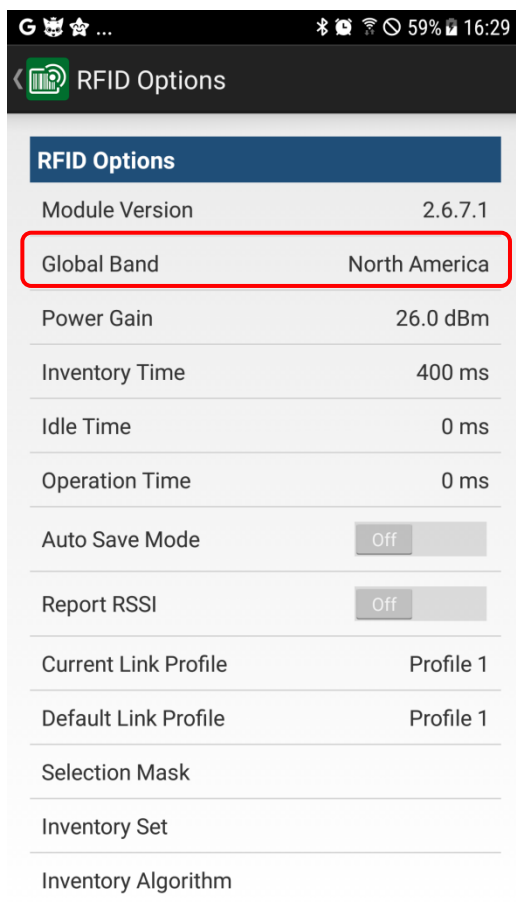 G ... 59% 16:29
RFID Options
RFID Options
Module Version 2.6.7.1
Global Band North America
Power Gain 26.0 dBm
Inventory Time 400 ms
Idle Time 0 ms
Operation Time 0 ms
Auto Save Mode Off
Report RSSI Off
Current Link Profile Profile 1
Default Link Profile Profile 1
Selection Mask
Inventory Set
Inventory Algorithm